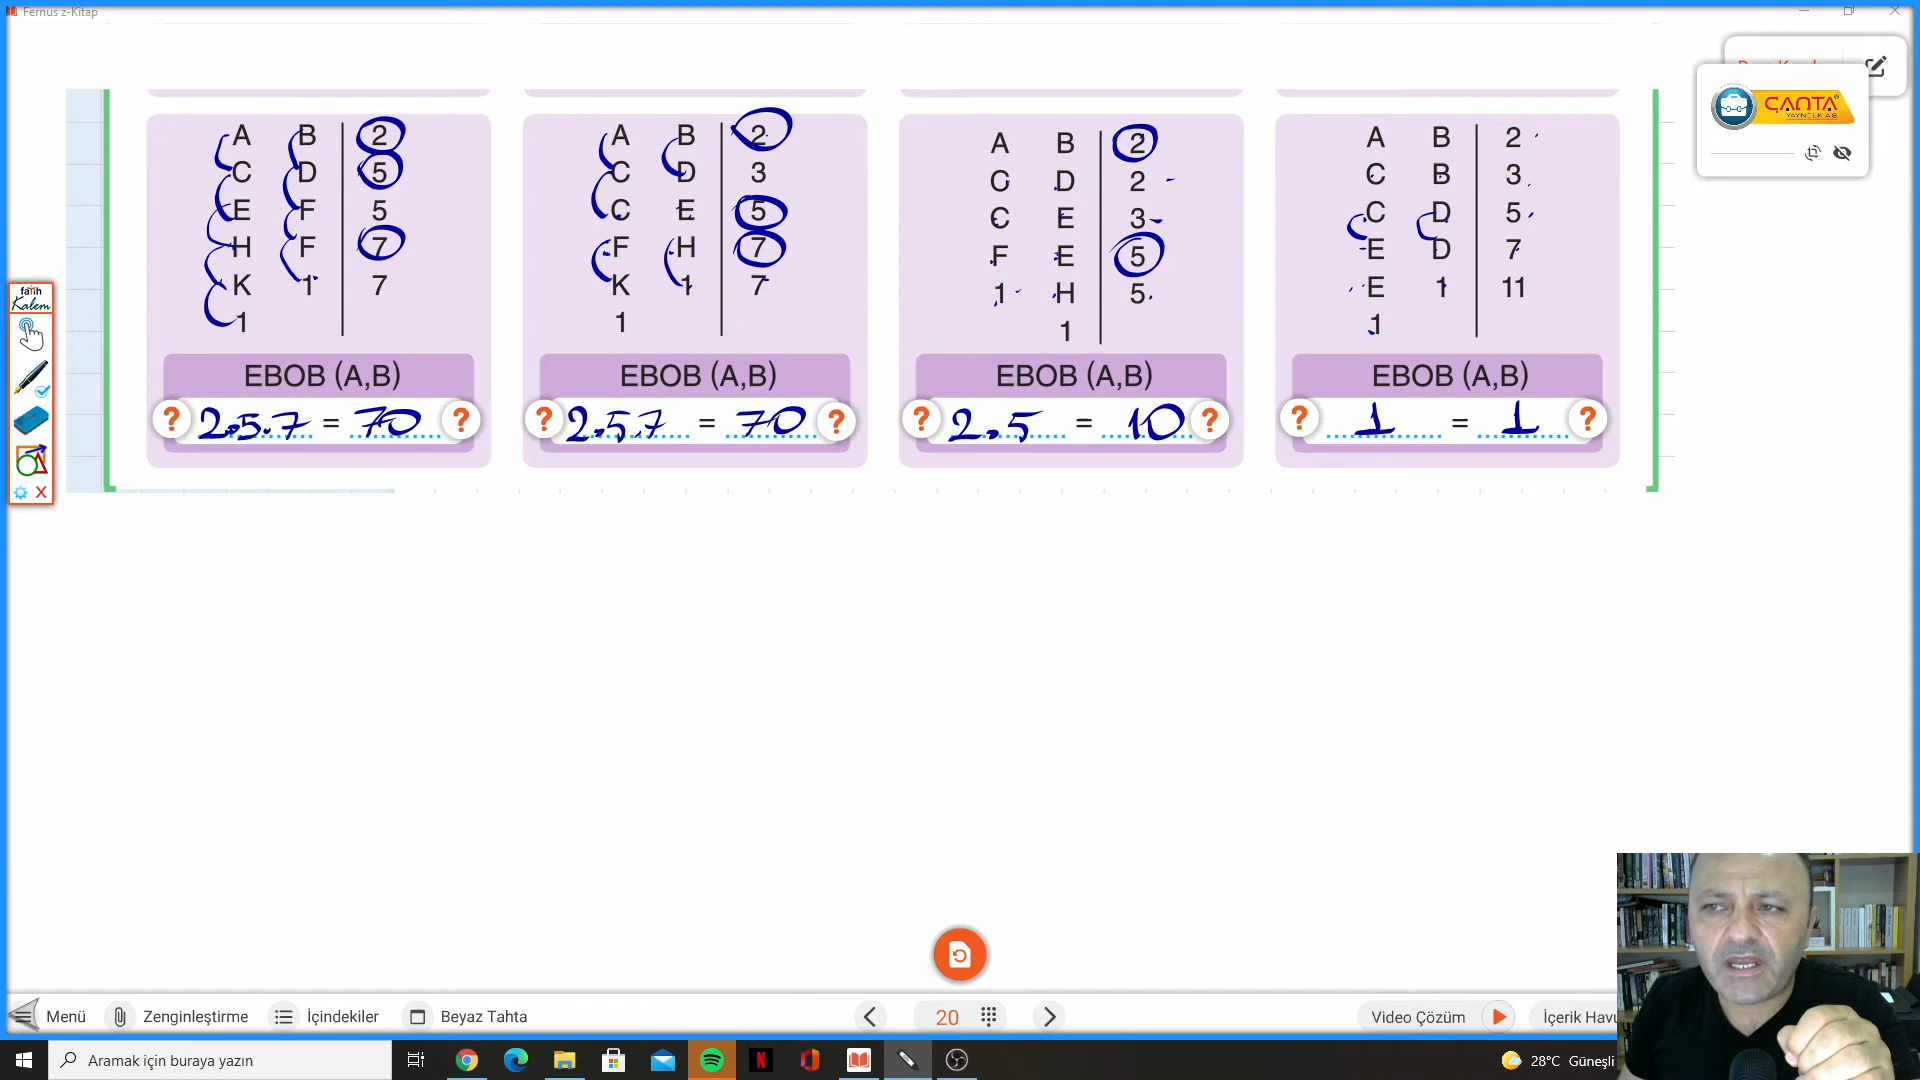 Fernus z-Kitap
ÇANTA
YAYINCILIK A.Ş.
fatih
Kalem
A B 2
C D 5
E F 5
H F 7
K 1 7
1
EBOB (A,B)
? 2.5.7 = 70 ?
A B 2
C D 3
C E 5
F H 7
K 1 7
1
EBOB (A,B)
? 2.5.7 = 70 ?
A B 2
C D 2
C E 3
F E 5
1 H 5
1
EBOB (A,B)
? 2.5 = 10 ?
A B 2
C B 3
C D 5
E D 7
E 1 11
1
EBOB (A,B)
? 1 = 1 ?
Menü Zenginleştirme İçindekiler Beyaz Tahta 20 Video Çözüm İçerik Havu
Aramak için buraya yazın 28°C Güneşli